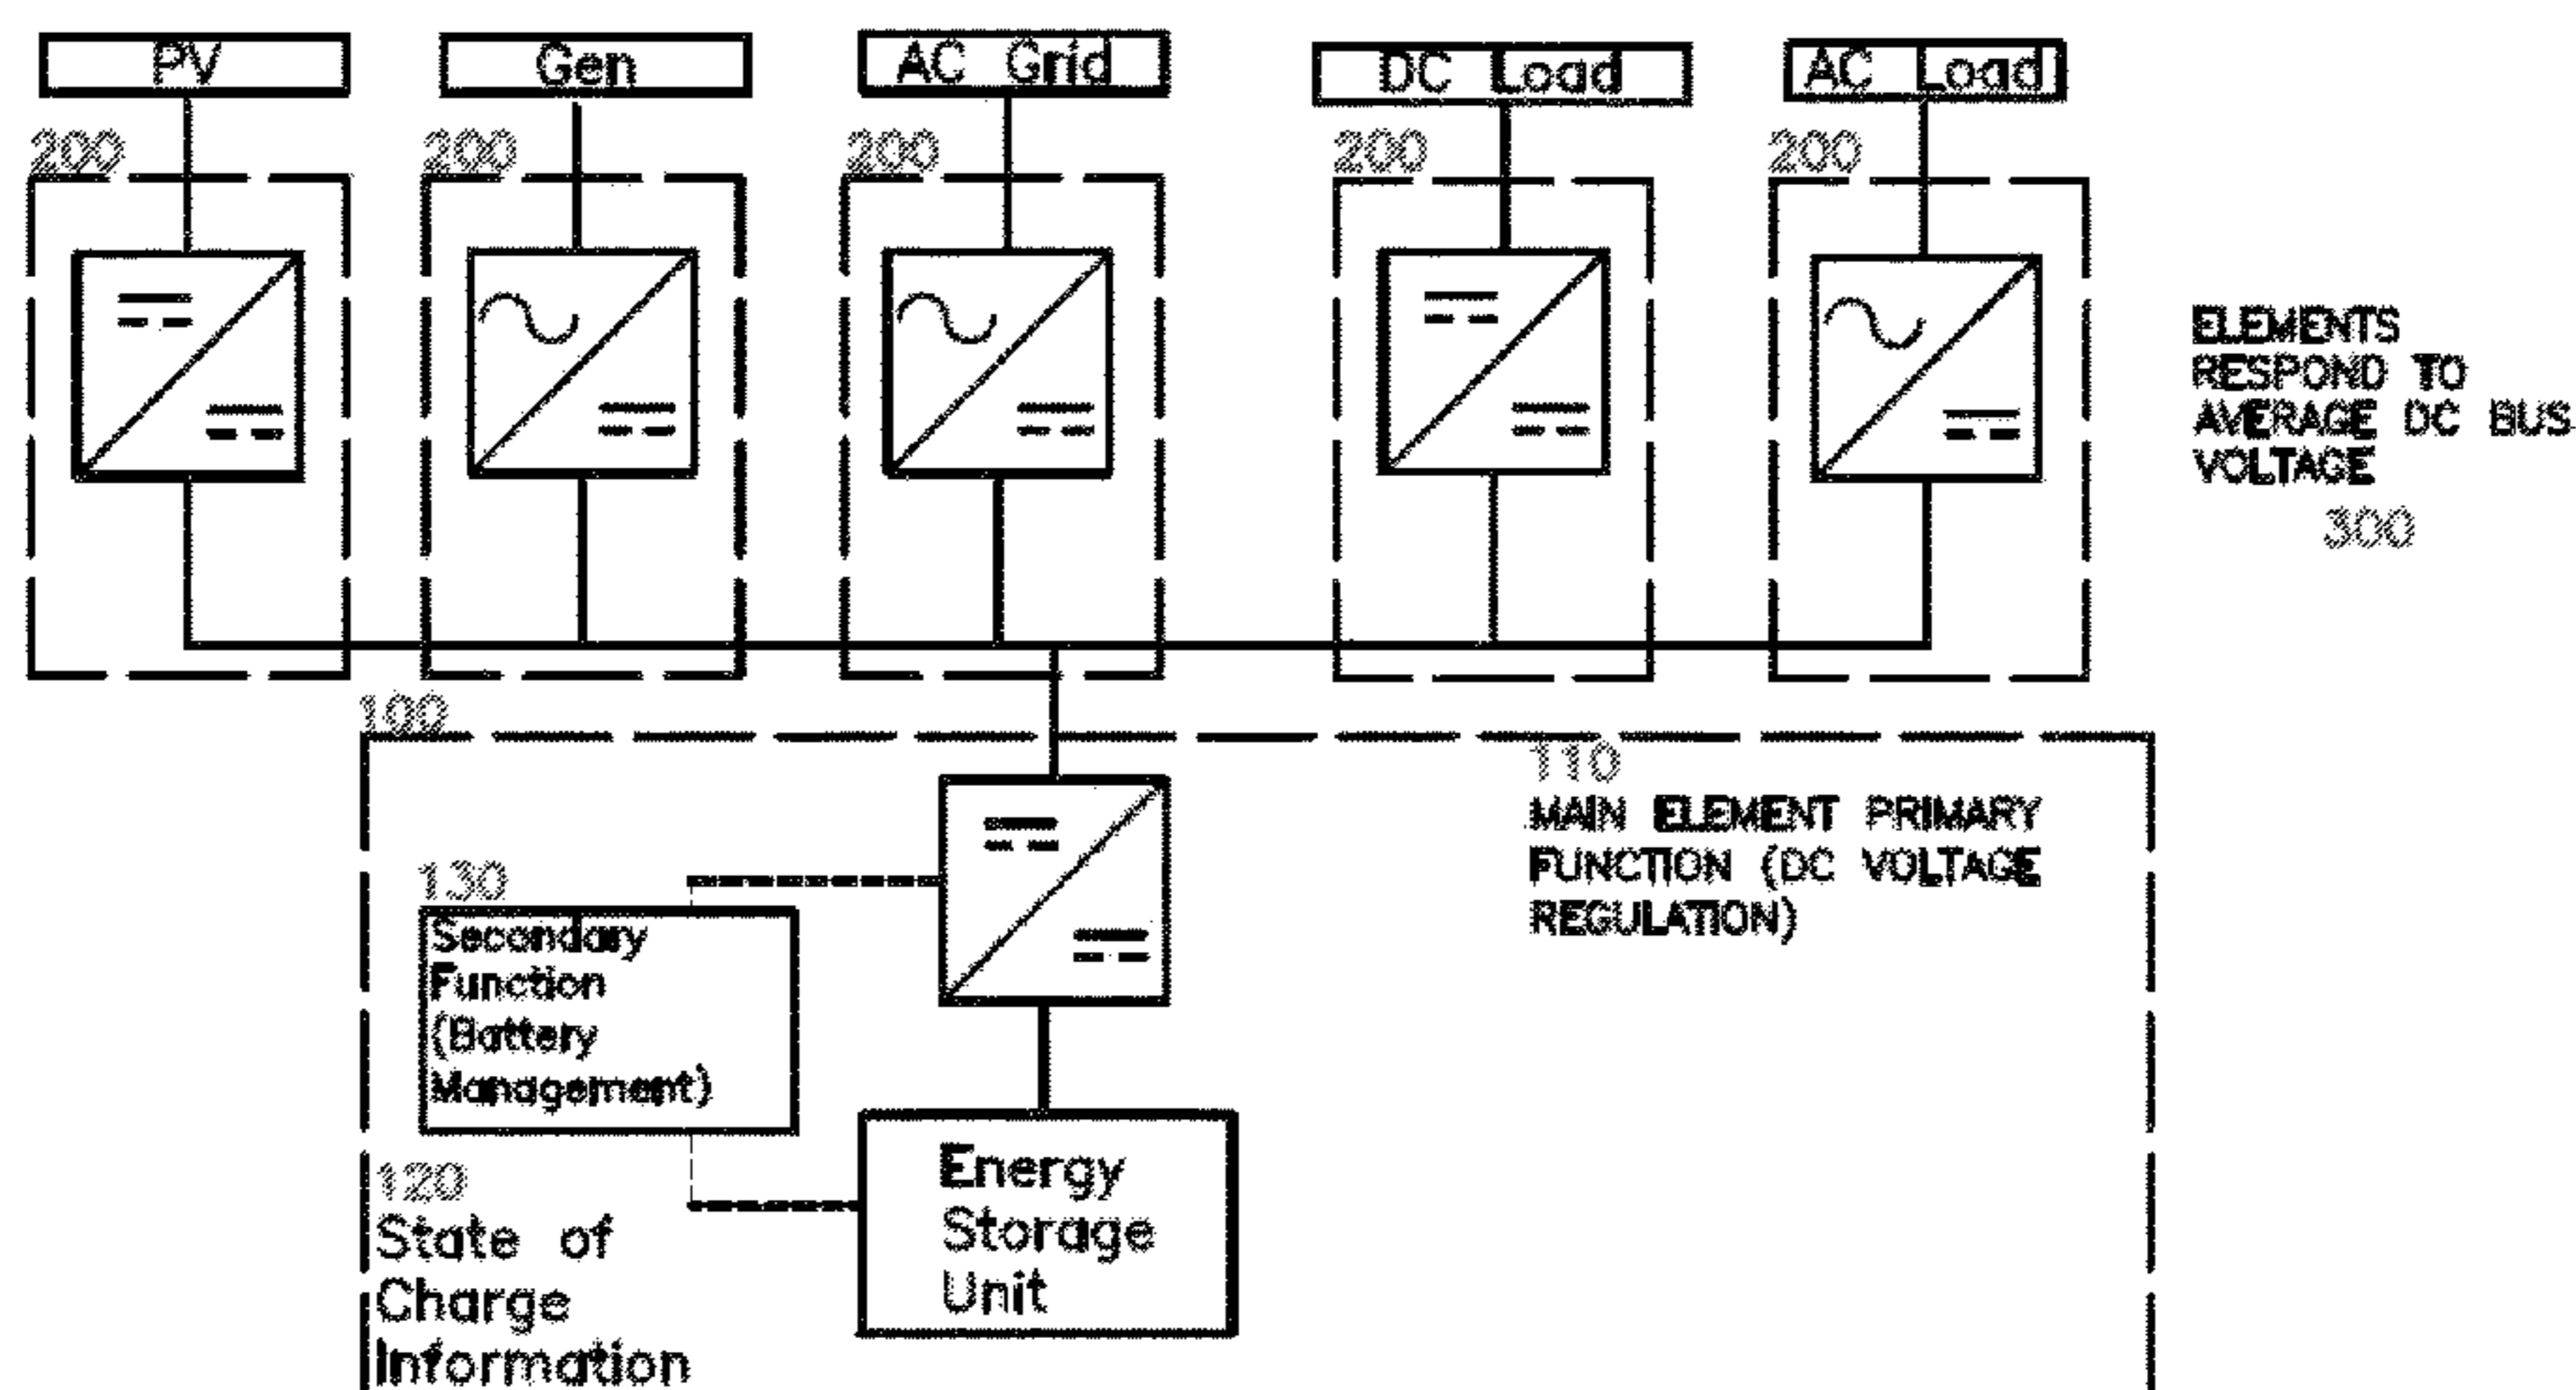 PV
Gen
AC Grid
DC Load
AC Load
200
200
200
200
200
ELEMENTS
RESPOND TO
AVERAGE DC BUS
VOLTAGE
300
100
110
MAIN ELEMENT PRIMARY
FUNCTION (DC VOLTAGE
REGULATION)
130
Secondary
Function
(Battery
Management)
120
State of
Charge
Information
Energy
Storage
Unit